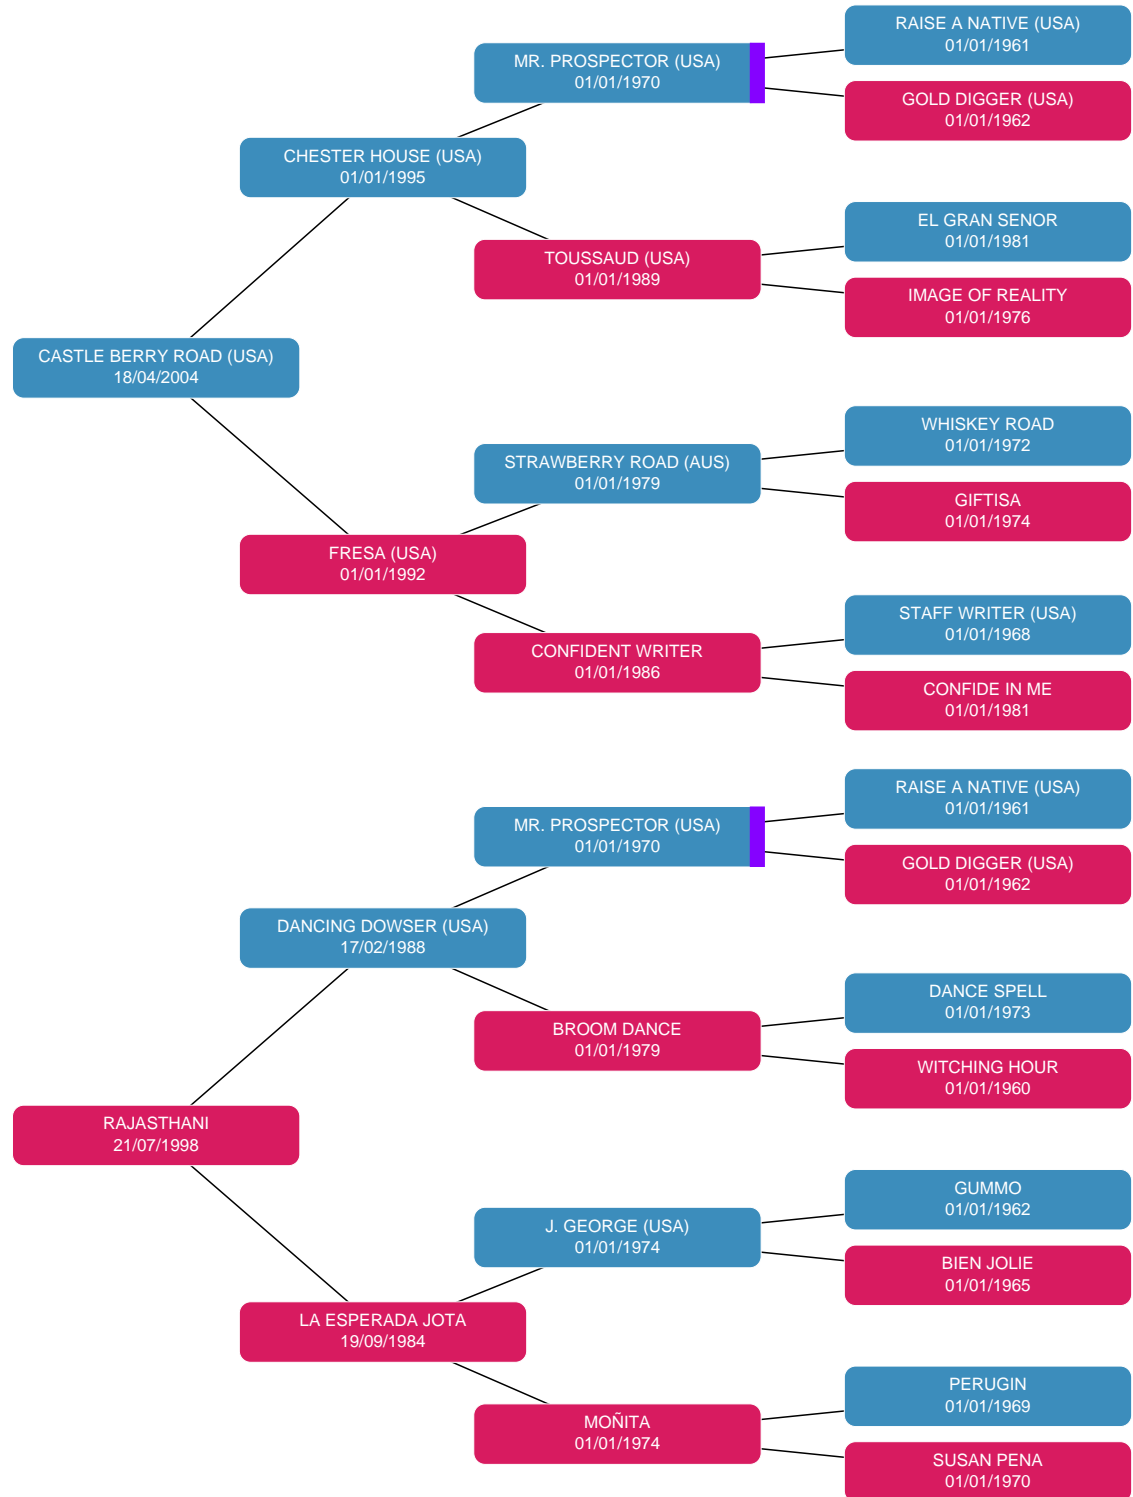 RAISE A NATIVE (USA)
01/01/1961
MR. PROSPECTOR (USA)
01/01/1970
GOLD DIGGER (USA)
01/01/1962
CHESTER HOUSE (USA)
01/01/1995
EL GRAN SENOR
01/01/1981
TOUSSAUD (USA)
01/01/1989
IMAGE OF REALITY
01/01/1976
CASTLE BERRY ROAD (USA)
18/04/2004
WHISKEY ROAD
01/01/1972
STRAWBERRY ROAD (AUS)
01/01/1979
GIFTISA
01/01/1974
FRESA (USA)
01/01/1992
STAFF WRITER (USA)
01/01/1968
CONFIDENT WRITER
01/01/1986
CONFIDE IN ME
01/01/1981
RAISE A NATIVE (USA)
01/01/1961
MR. PROSPECTOR (USA)
01/01/1970
GOLD DIGGER (USA)
01/01/1962
DANCING DOWSER (USA)
17/02/1988
DANCE SPELL
01/01/1973
BROOM DANCE
01/01/1979
WITCHING HOUR
01/01/1960
RAJASTHANI
21/07/1998
GUMMO
01/01/1962
J. GEORGE (USA)
01/01/1974
BIEN JOLIE
01/01/1965
LA ESPERADA JOTA
19/09/1984
PERUGIN
01/01/1969
MOÑITA
01/01/1974
SUSAN PENA
01/01/1970